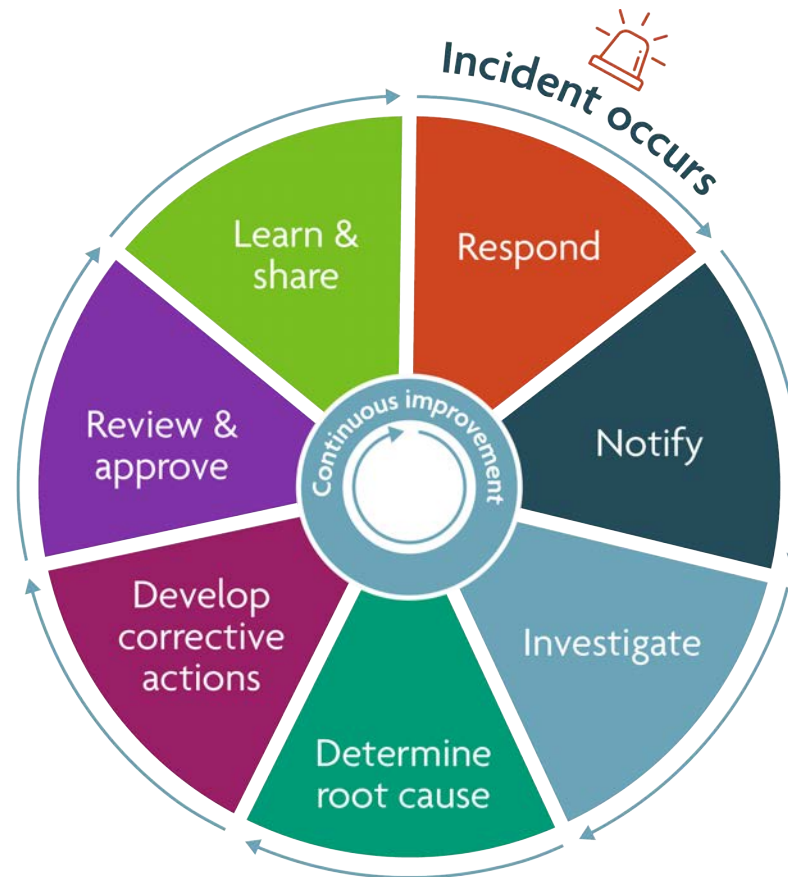 Incident occurs
Respond
Notify
Investigate
Determine
root cause
Develop
corrective
actions
Review &
approve
Learn &
share
Continuous improvement